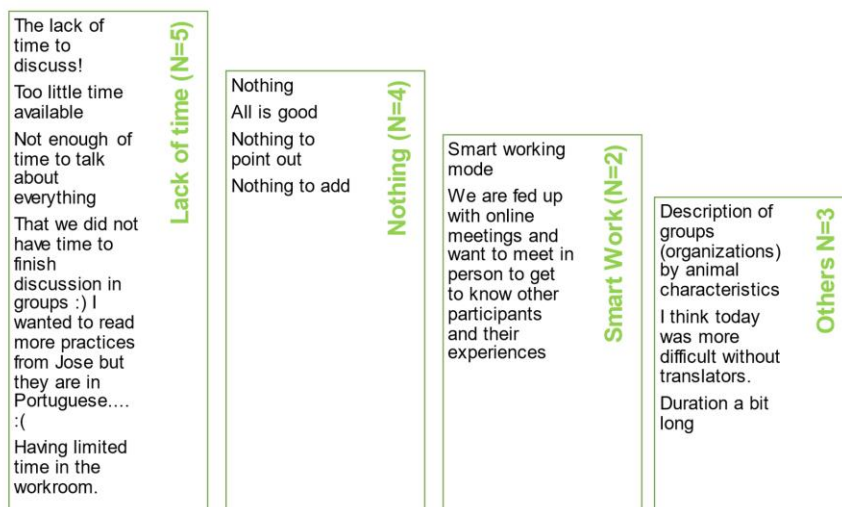 The lack of
time to
discuss!
Too little time
available
Not enough of
time to talk
about
everything
That we did not
have time to
finish
discussion in
groups :) I
wanted to read
more practices
from Jose but
they are in
Portuguese....
:(
Having limited
time in the
workroom.
Lack of time (N=5)
Nothing
All is good
Nothing to
point out
Nothing to add
Nothing (N=4)
Smart working
mode
We are fed up
with online
meetings and
want to meet in
person to get
to know other
participants
and their
experiences
Smart Work (N=2)
Description of
groups
(organizations)
by animal
characteristics
I think today
was more
difficult without
translators.
Duration a bit
long
Others N=3